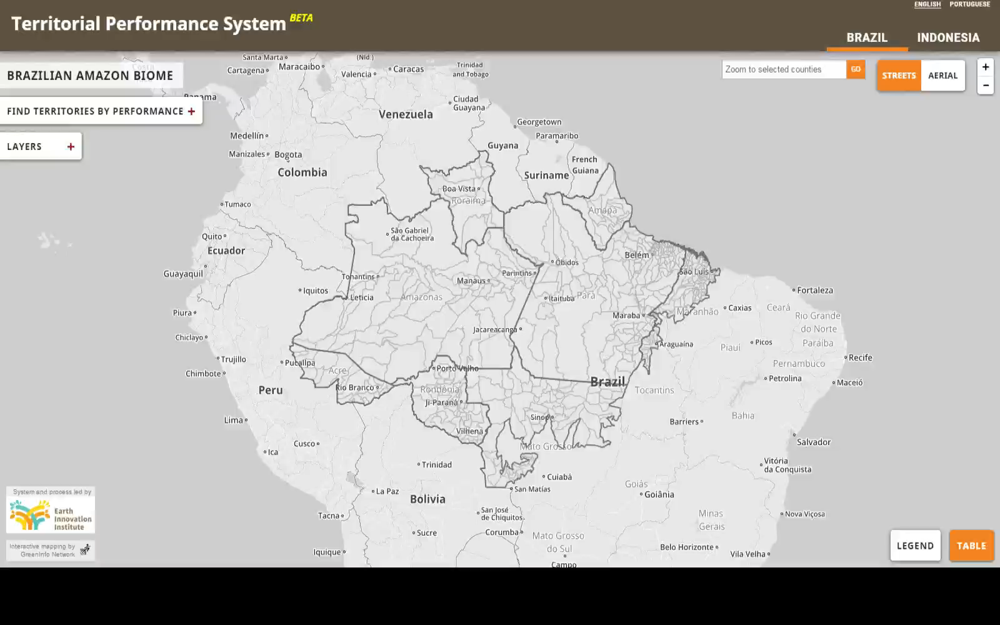 ENGLISH PORTUGUESE
Territorial Performance System BETA
BRAZIL INDONESIA
BRAZILIAN AMAZON BIOME
FIND TERRITORIES BY PERFORMANCE +
LAYERS +
Zoom to selected counties GO
STREETS AERIAL
+
−
Santa Marta
(Nld.)
Cartagena
Maracaibo
Valencia
Caracas
Trinidad
and Tobago
Costa
Panama
Ciudad
Guayana
Venezuela
Georgetown
Paramaribo
Medellín
Guyana
Manizales
Bogota
French
Guiana
Colombia
Suriname
Boa Vista
Roraima
Tumaco
Amapá
São Gabriel
da Cachoeira
Quito
Ecuador
Belém
Óbidos
Guayaquil
Tonantins
Parintins
São Luís
Manaus
Iquitos
Leticia
Amazonas
Itaituba
Pará
Fortaleza
Piura
Maraba
Maranhão
Caxias
Ceará
Rio Grande
do Norte
Jacareacanga
Chiclayo
Araguaína
Piauí
Picos
Paraíba
Trujillo
Pucallpa
Recife
Chimbote
Acre
Porto Velho
Pernambuco
Peru
Rio Branco
Rondônia
Brazil
Tocantins
Petrolina
Maceió
Ji-Paraná
Lima
Sinop
Barriers
Bahia
Vilhena
Cusco
Ica
Mato Grosso
Salvador
Trinidad
Vitória
da Conquista
Cuiabá
La Paz
Bolivia
San Matías
Goiás
Goiânia
Tacna
San José
de Chiquitos
Minas
Gerais
Nova Viçosa
Sucre
Corumba
Mato Grosso
do Sul
Iquique
Belo Horizonte
Vila Velha
Campo
System and process led by
Earth
Innovation
Institute
Interactive mapping by
GreenInfo Network
LEGEND TABLE